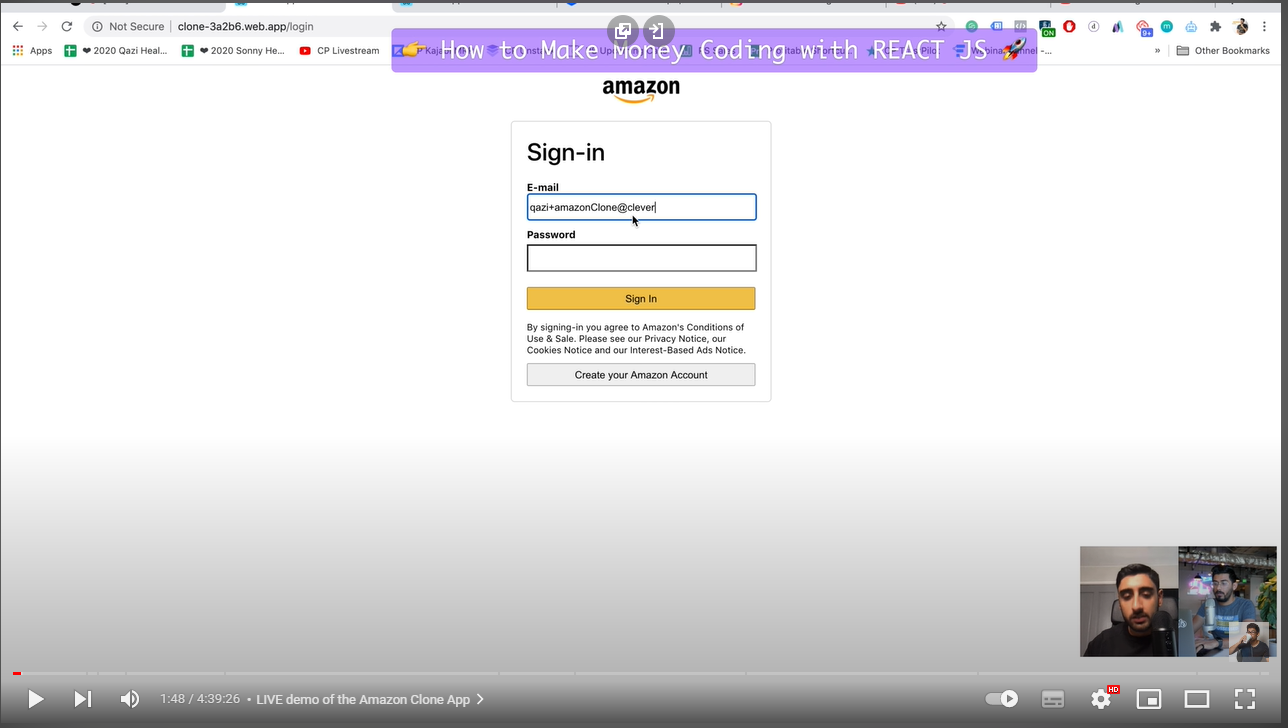 Not Secure
clone-3a2b6.web.app/login
ON
9+
Apps
2020 Qazi Heal...
2020 Sonny He...
CP Livestream
»
Other Bookmarks
How to Make Money Coding with REACT JS
amazon
Sign-in
E-mail
qazi+amazonClone@clever
Password
Sign In
By signing-in you agree to Amazon's Conditions of
Use & Sale. Please see our Privacy Notice, our
Cookies Notice and our Interest-Based Ads Notice.
Create your Amazon Account
1:48 / 4:39:26 • LIVE demo of the Amazon Clone App
HD